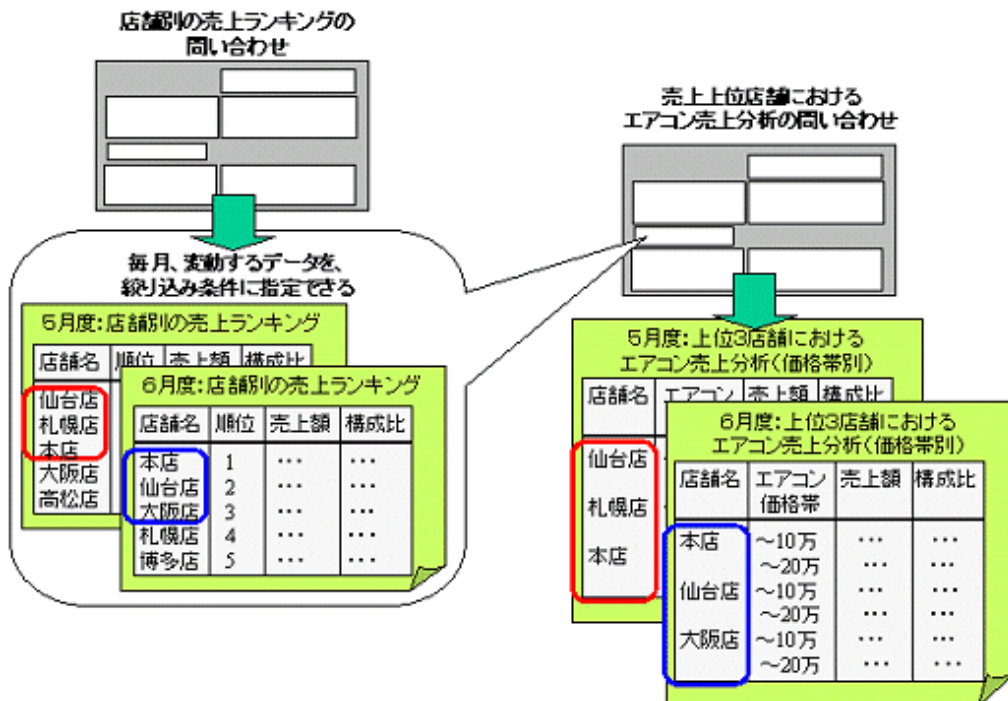 店舗別の売上ランキングの
問い合わせ
売上上位店舗における
エアコン売上分析の問い合わせ
毎月、変動するデータを、
絞り込み条件に指定できる
5月度:店舗別の売上ランキング
店舗名 順位 売上額 構成比
仙台店
札幌店
本店
大阪店
高松店
6月度:店舗別の売上ランキング
店舗名 順位 売上額 構成比
本店 1 ・・・ ・・・
仙台店 2 ・・・ ・・・
大阪店 3 ・・・ ・・・
札幌店 4 ・・・ ・・・
博多店 5 ・・・ ・・・
5月度:上位3店舗における
エアコン売上分析(価格帯別)
店舗名 エアコン 売上額 構成比
仙台店
札幌店
本店
6月度:上位3店舗における
エアコン売上分析(価格帯別)
店舗名 エアコン 売上額 構成比
価格帯
本店 ~10万 ・・・ ・・・
~20万 ・・・ ・・・
仙台店 ~10万 ・・・ ・・・
~20万 ・・・ ・・・
大阪店 ~10万 ・・・ ・・・
~20万 ・・・ ・・・